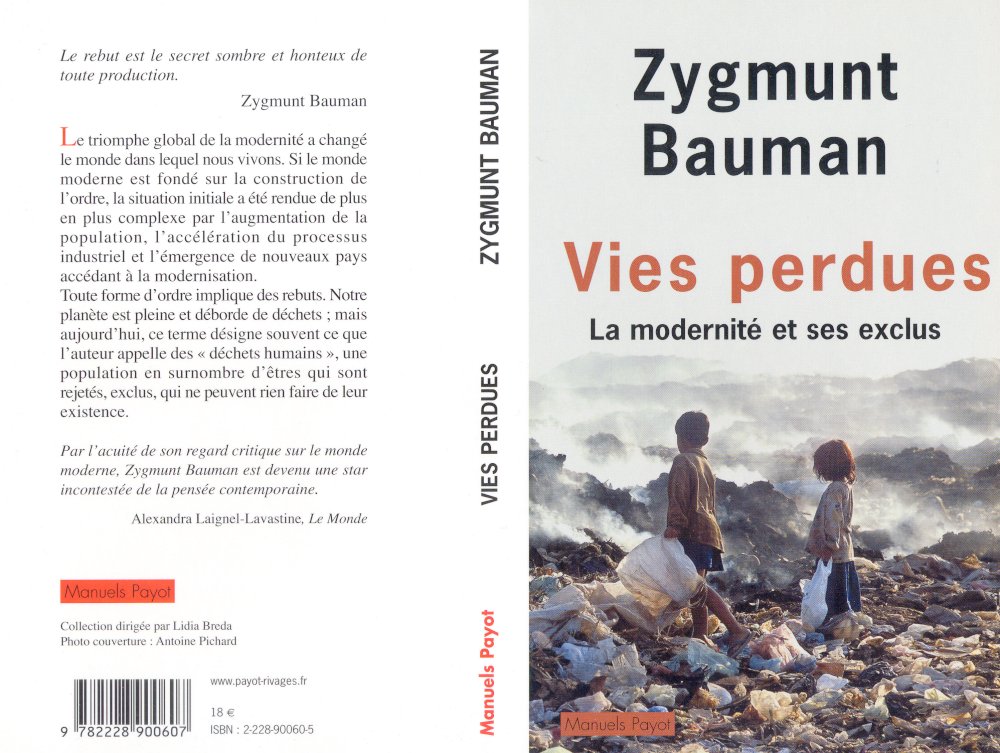 Le rebut est le secret sombre et honteux de
toute production.
Zygmunt Bauman
Le triomphe global de la modernité a changé
le monde dans lequel nous vivons. Si le monde
moderne est fondé sur la construction de
l'ordre, la situation initiale a été rendue de plus
en plus complexe par l'augmentation de la
population, l'accélération du processus
industriel et l'émergence de nouveaux pays
accédant à la modernisation.
Toute forme d'ordre implique des rebuts. Notre
planète est pleine et déborde de déchets ; mais
aujourd'hui, ce terme désigne souvent ce que
l'auteur appelle des « déchets humains », une
population en surnombre d'êtres qui sont
rejetés, exclus, qui ne peuvent rien faire de leur
existence.
Par l'acuité de son regard critique sur le monde
moderne, Zygmunt Bauman est devenu une star
incontestée de la pensée contemporaine.
Alexandra Laignel-Lavastine, Le Monde
Manuels Payot
Collection dirigée par Lidia Breda
Photo couverture : Antoine Pichard
www.payot-rivages.fr
18 €
ISBN : 2-228-90060-5
9 782228 900607
ZYGMUNT BAUMAN
VIES PERDUES
Manuels Payot
Zygmunt
Bauman
Vies perdues
La modernité et ses exclus
Manuels Payot